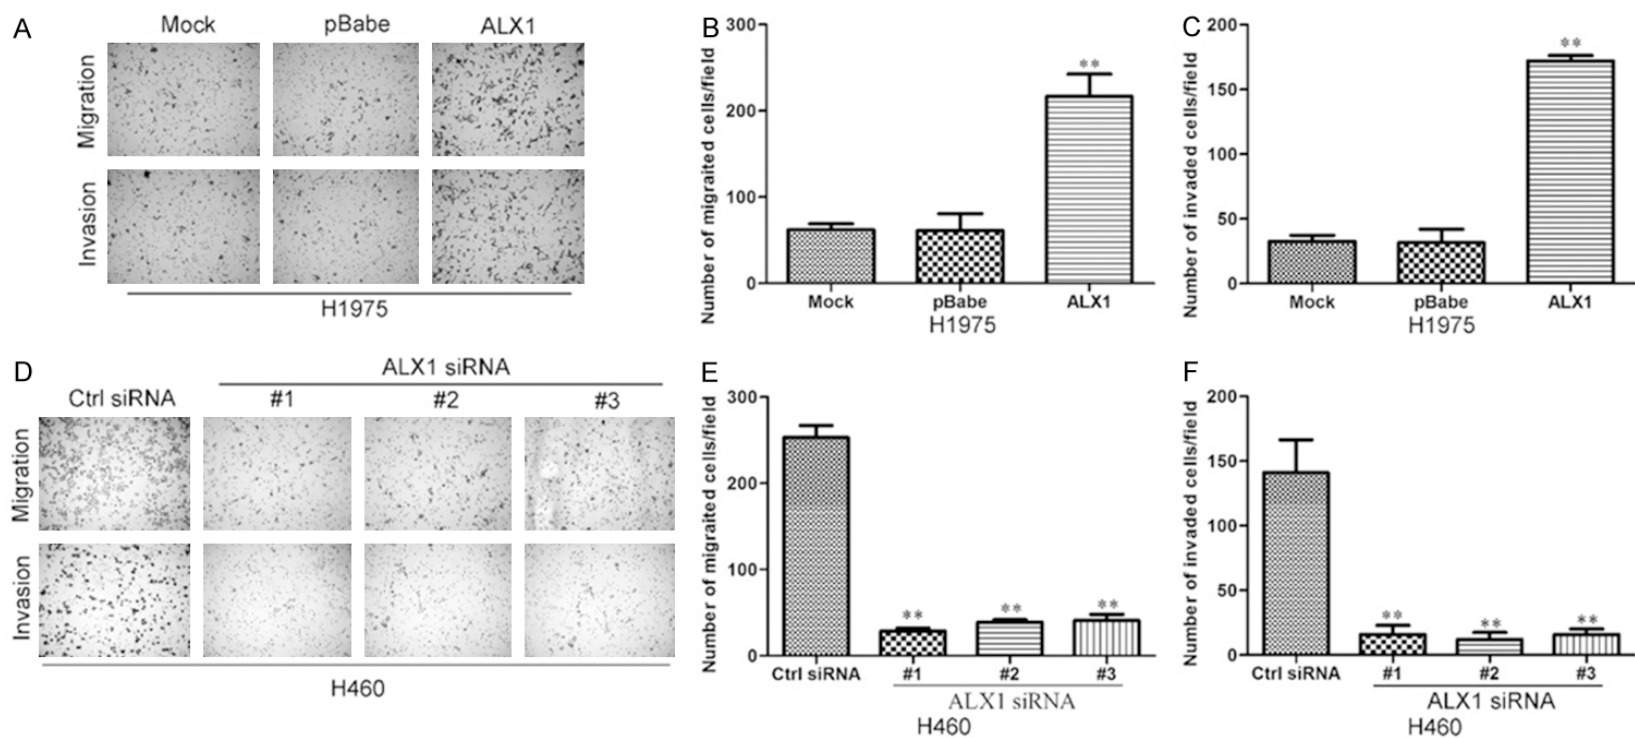 A
Mock pBabe ALX1
Migration
Invasion
H1975
B
Number of migraited cells/field
300
200
100
0
**
Mock pBabe ALX1
H1975
C
Number of invaded cells/field
200
150
100
50
0
**
Mock pBabe ALX1
H1975
D
ALX1 siRNA
Ctrl siRNA #1 #2 #3
Migration
Invasion
H460
E
Number of migraited cells/field
300
200
100
0
** ** **
Ctrl siRNA #1 #2 #3
ALX1 siRNA
H460
F
Number of invaded cells/field
200
150
100
50
0
** ** **
Ctrl siRNA #1 #2 #3
ALX1 siRNA
H460